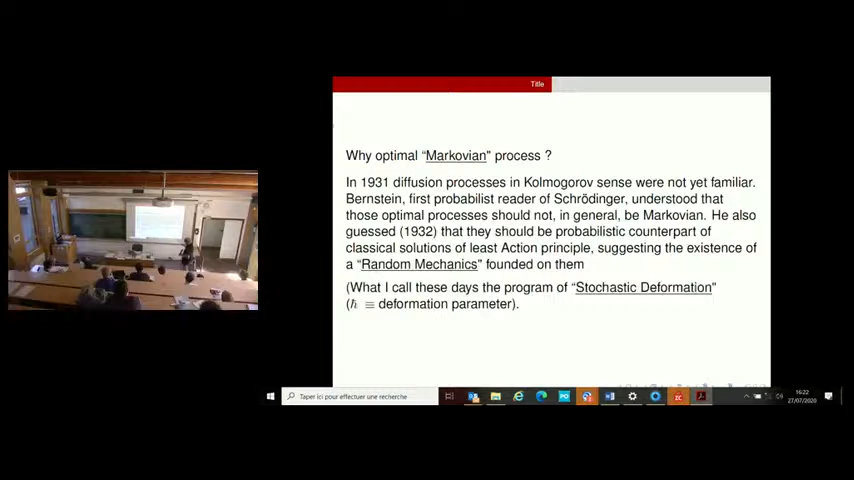 Title
Why optimal “Markovian” process ?
In 1931 diffusion processes in Kolmogorov sense were not yet familiar.
Bernstein, first probabilist reader of Schrödinger, understood that
those optimal processes should not, in general, be Markovian. He also
guessed (1932) that they should be probabilistic counterpart of
classical solutions of least Action principle, suggesting the existence of
a “Random Mechanics” founded on them
(What I call these days the program of “Stochastic Deformation”
(ℏ ≡ deformation parameter).
Taper ici pour effectuer une recherche
16:22
27/07/2020